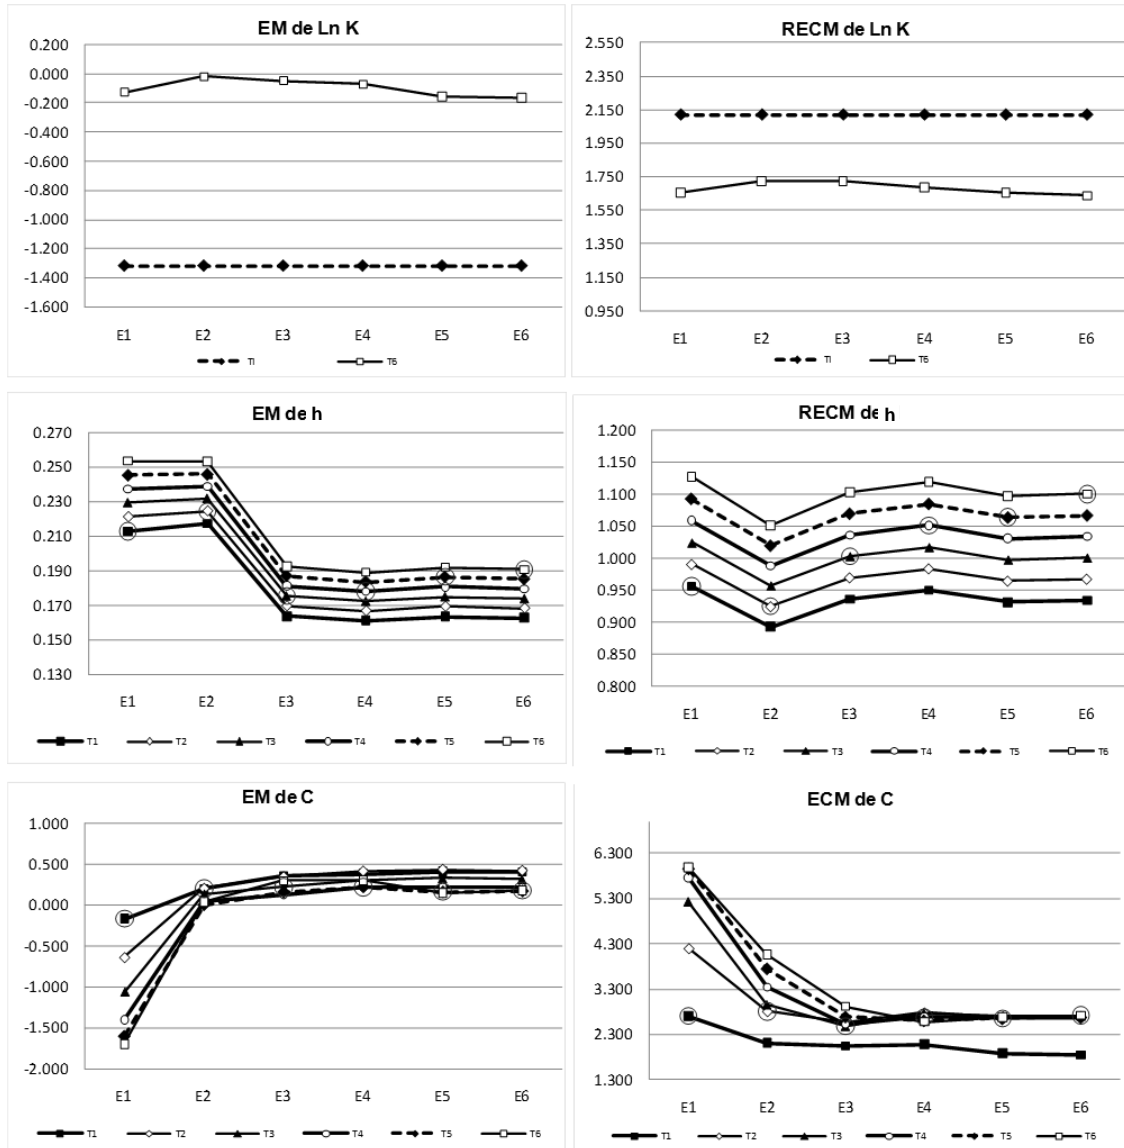 EM de Ln K
0.200
0.000
-0.200
-0.400
-0.600
-0.800
-1.000
-1.200
-1.400
-1.600
E1 E2 E3 E4 E5 E6
TI T6
RECM de Ln K
2.550
2.350
2.150
1.950
1.750
1.550
1.350
1.150
0.950
E1 E2 E3 E4 E5 E6
TI T6
EM de h
0.270
0.250
0.230
0.210
0.190
0.170
0.150
0.130
E1 E2 E3 E4 E5 E6
T1 T2 T3 T4 T5 T6
RECM de h
1.200
1.150
1.100
1.050
1.000
0.950
0.900
0.850
0.800
E1 E2 E3 E4 E5 E6
T1 T2 T3 T4 T5 T6
EM de C
1.000
0.500
0.000
-0.500
-1.000
-1.500
-2.000
E1 E2 E3 E4 E5 E6
T1 T2 T3 T4 T5 T6
ECM de C
6.300
5.300
4.300
3.300
2.300
1.300
E1 E2 E3 E4 E5 E6
T1 T2 T3 T4 T5 T6